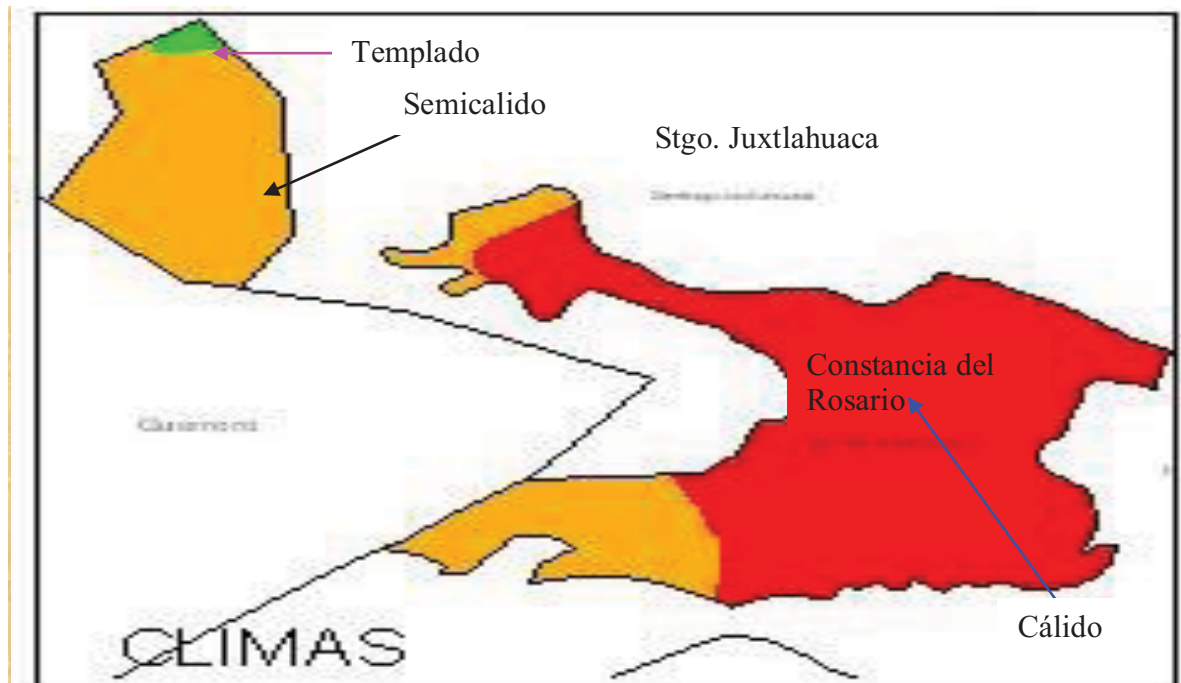 Templado
Semicalido
Stgo. Juxtlahuaca
Constancia del
Rosario
Cálido
CLIMAS